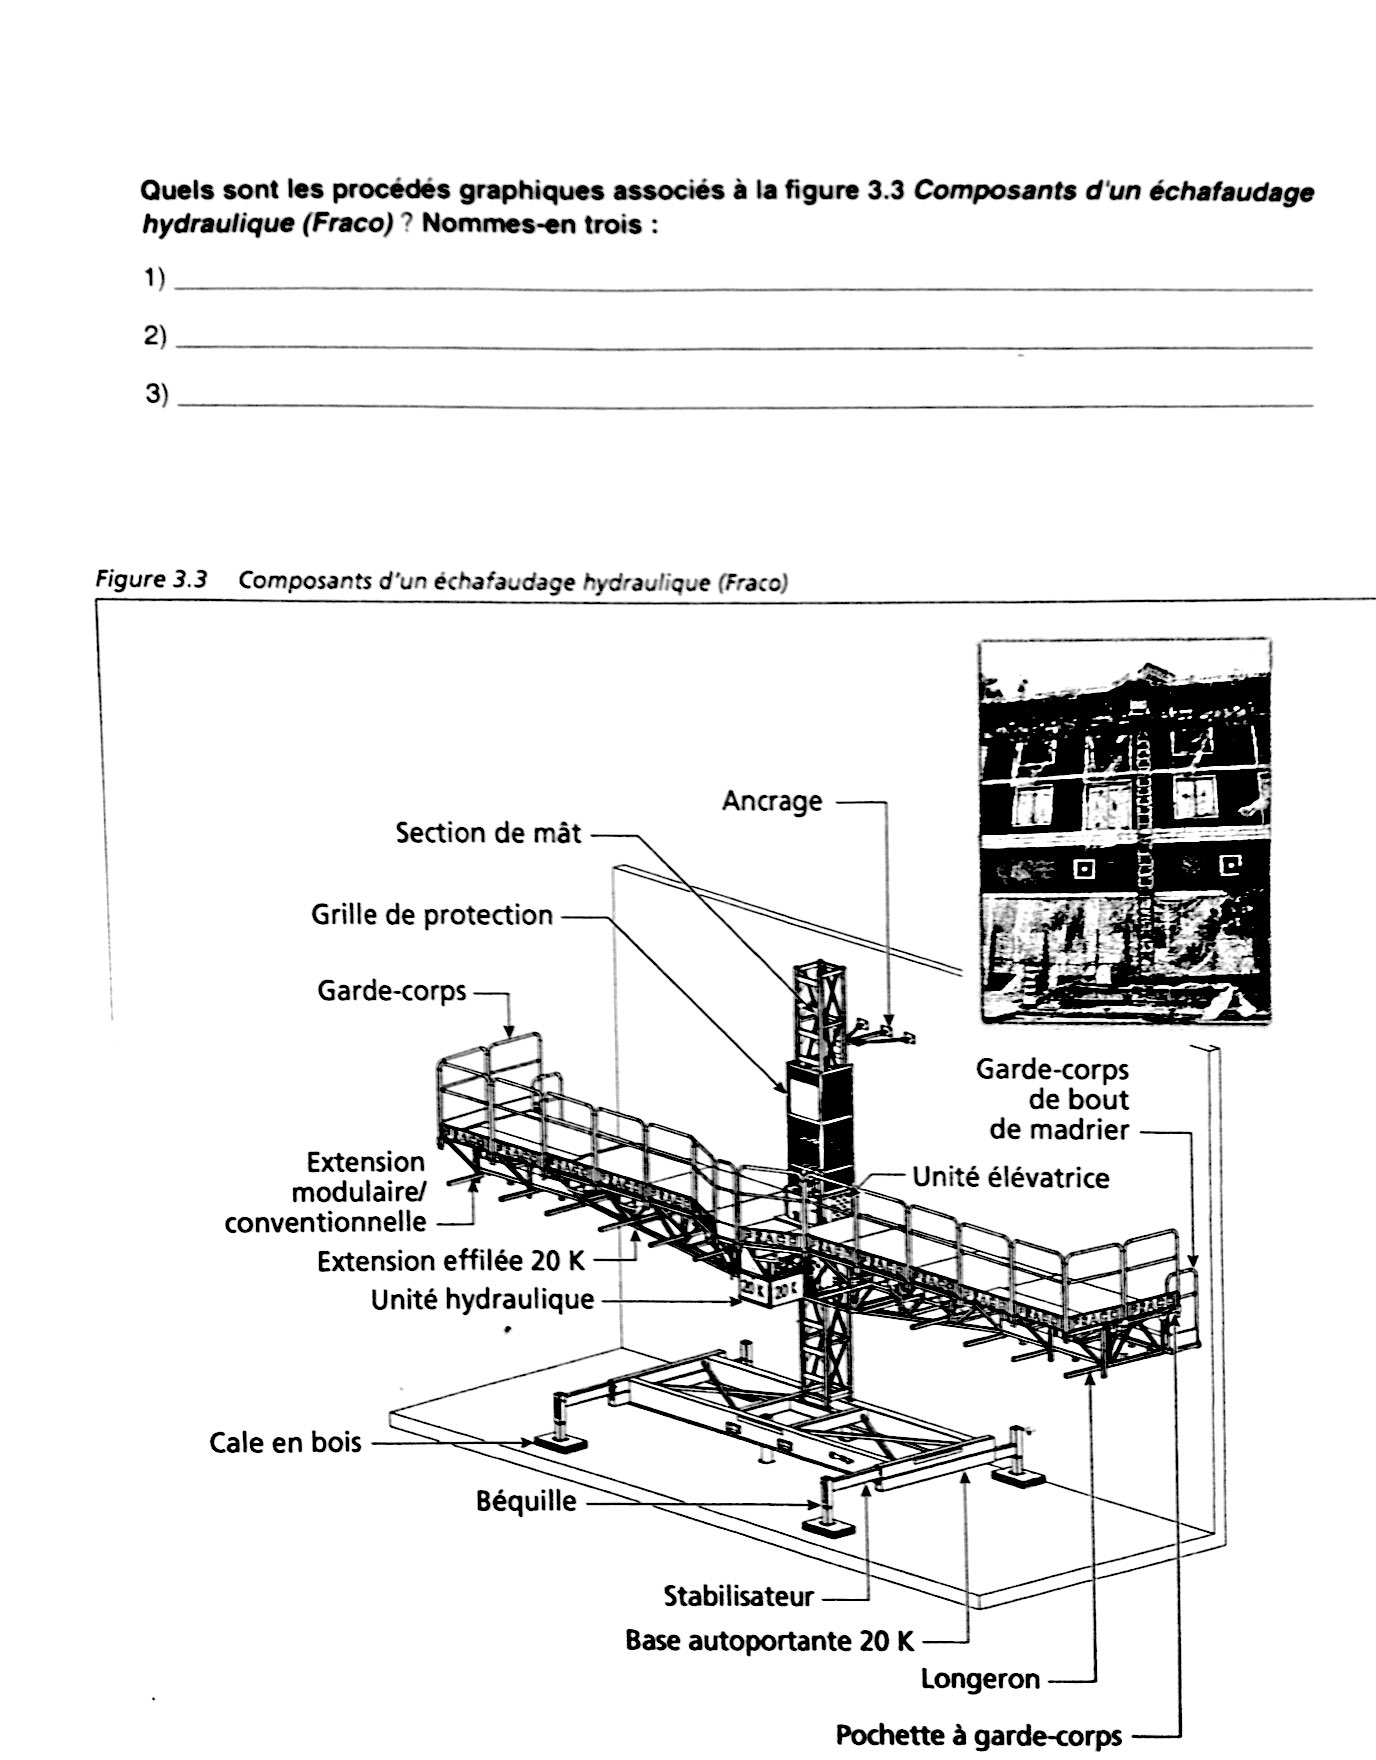 Quels sont les procédés graphiques associés à la figure 3.3 Composants d'un échafaudage
hydraulique (Fraco) ? Nommes-en trois :
1)
2)
3)
Figure 3.3 Composants d'un échafaudage hydraulique (Fraco)
Ancrage
Section de mât
Grille de protection
Garde-corps
Garde-corps
de bout
de madrier
Extension
modulaire/
conventionnelle
Unité élévatrice
Extension effilée 20 K
Unité hydraulique
20 K 20 K
FRACO
Cale en bois
Béquille
Stabilisateur
Base autoportante 20 K
Longeron
Pochette à garde-corps